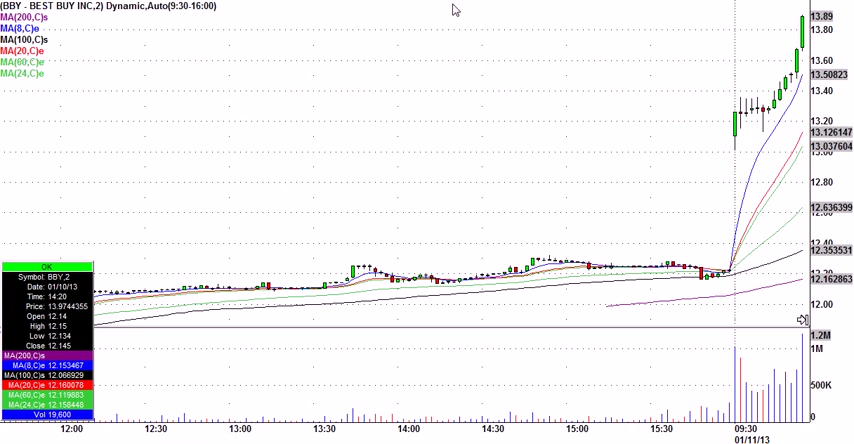 (BBY - BEST BUY INC,2) Dynamic,Auto(9:30-16:00)
MA(200,C)s
MA(8,C)e
MA(100,C)s
MA(20,C)e
MA(60,C)e
MA(24,C)e
13.89
13.80
13.60
13.50823
13.40
13.20
13.126147
13.037604
13.00
12.80
12.636399
12.60
12.40
12.353531
12.20
12.162863
12.00
1.2M
1M
500K
0
OK
Symbol: BBY,2
Date: 01/10/13
Time: 14:20
Price: 13.9744355
Open 12.14
High 12.15
Low 12.134
Close 12.145
MA(200,C)s
MA(8,C)e 12.153467
MA(100,C)s 12.066929
MA(20,C)e 12.160078
MA(60,C)e 12.119883
MA(24,C)e 12.158448
Vol 19,600
12:00 12:30 13:00 13:30 14:00 14:30 15:00 15:30 09:30
01/11/13